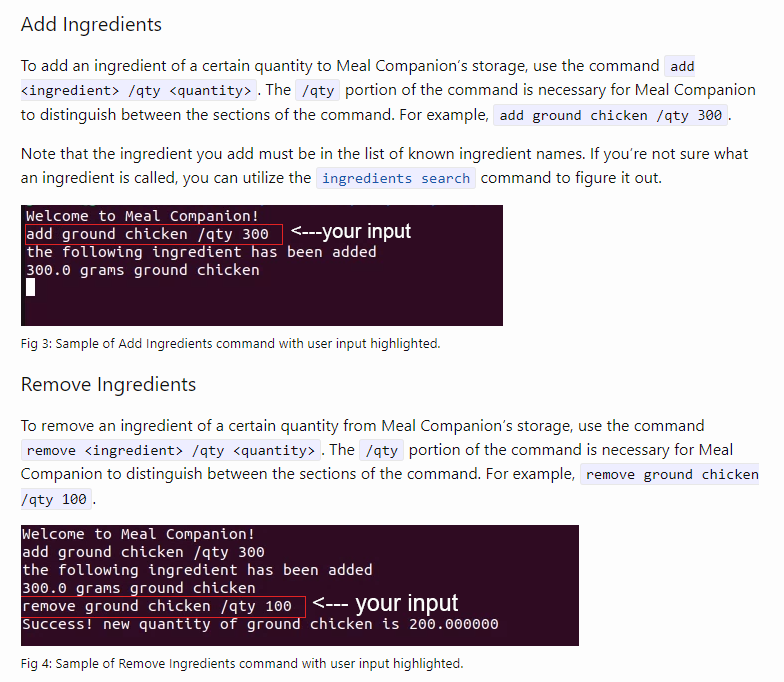 Add Ingredients
To add an ingredient of a certain quantity to Meal Companion's storage, use the command add
<ingredient> /qty <quantity>. The /qty portion of the command is necessary for Meal Companion
to distinguish between the sections of the command. For example, add ground chicken /qty 300.
Note that the ingredient you add must be in the list of known ingredient names. If you're not sure what
an ingredient is called, you can utilize the ingredients search command to figure it out.
Welcome to Meal Companion!
add ground chicken /qty 300 <---your input
the following ingredient has been added
300.0 grams ground chicken
Fig 3: Sample of Add Ingredients command with user input highlighted.
Remove Ingredients
To remove an ingredient of a certain quantity from Meal Companion's storage, use the command
remove <ingredient> /qty <quantity>. The /qty portion of the command is necessary for Meal
Companion to distinguish between the sections of the command. For example, remove ground chicken
/qty 100.
Welcome to Meal Companion!
add ground chicken /qty 300
the following ingredient has been added
300.0 grams ground chicken
remove ground chicken /qty 100 <--- your input
Success! new quantity of ground chicken is 200.000000
Fig 4: Sample of Remove Ingredients command with user input highlighted.